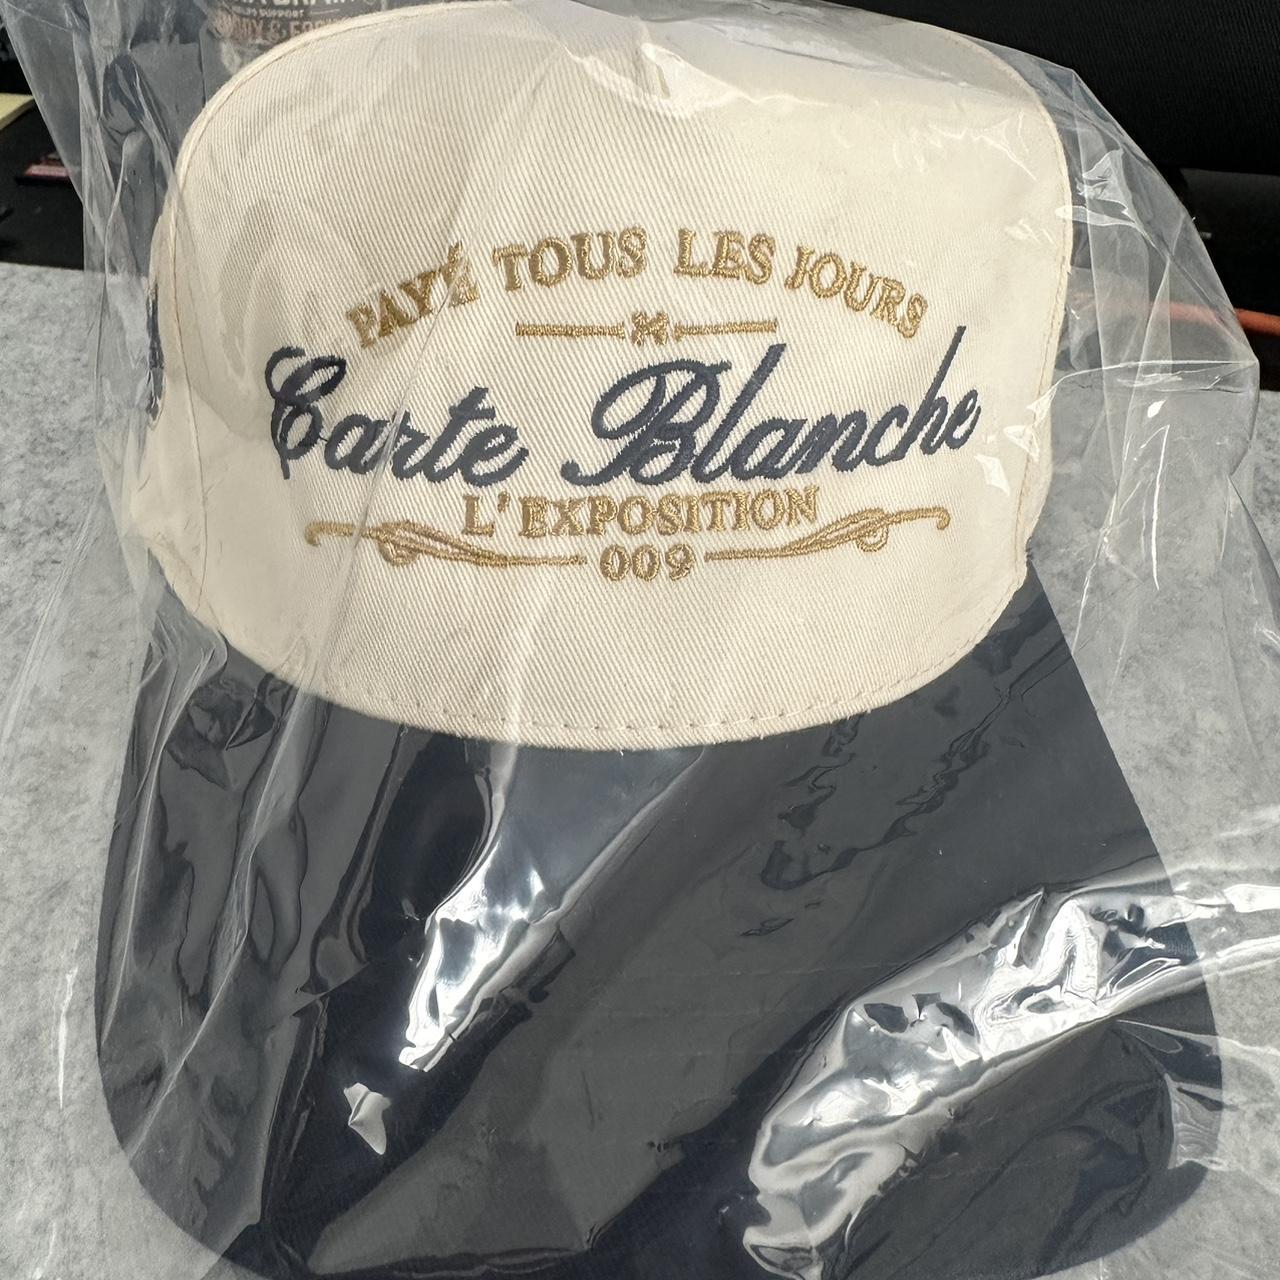 PAYÉ TOUS LES JOURS
Carte Blanche
L'EXPOSITION
009